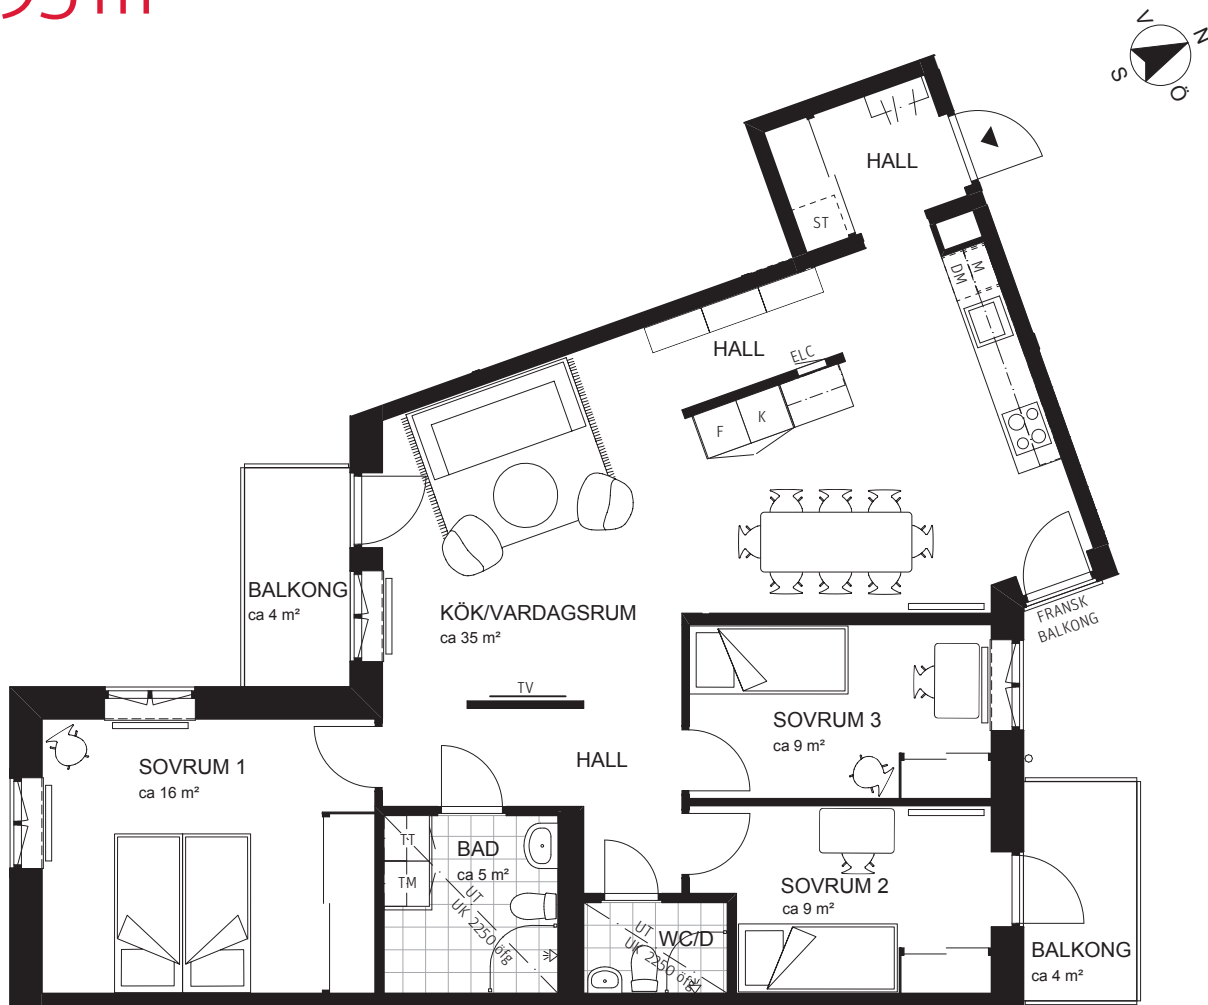 V
N
S
Ö
HALL
ST
DM
M
HALL
ELC
F
K
BALKONG
ca 4 m²
KÖK/VARDAGSRUM
ca 35 m²
FRANSK
BALKONG
TV
SOVRUM 3
ca 9 m²
SOVRUM 1
ca 16 m²
HALL
TT
TM
BAD
ca 5 m²
UT
UK 2250 öfg
SOVRUM 2
ca 9 m²
UT
UK 2250 öfg
WC/D
BALKONG
ca 4 m²